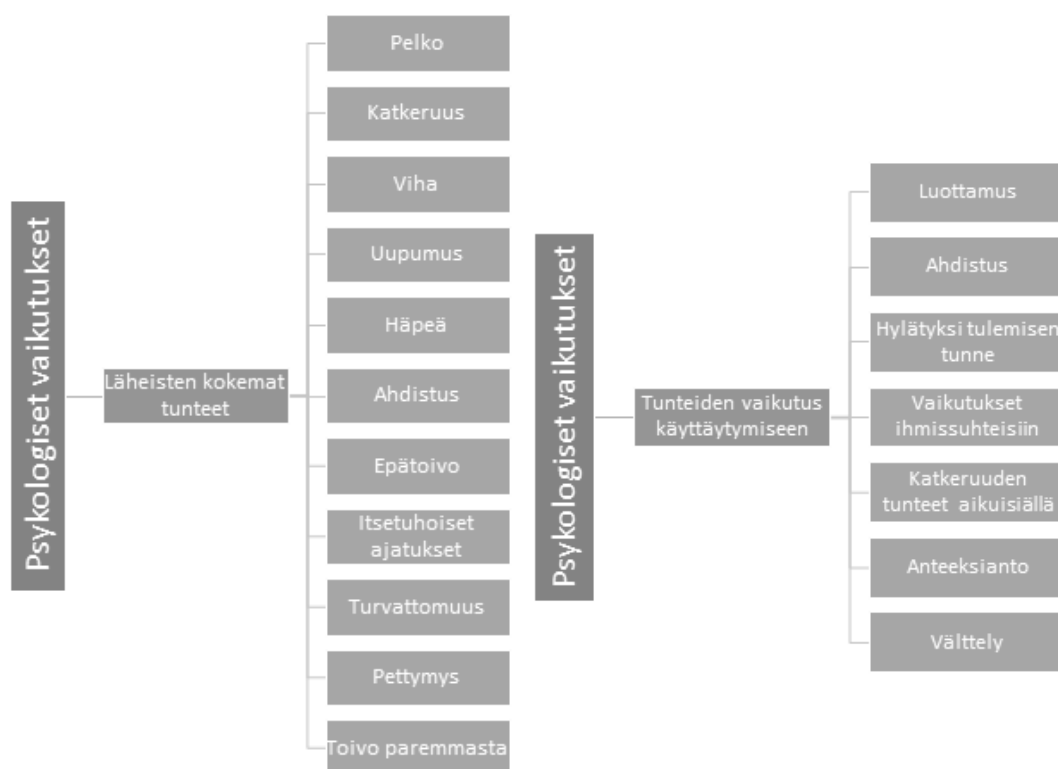 Psykologiset vaikutukset
Läheisten kokemat
tunteet
Pelko
Katkeruus
Viha
Uupumus
Häpeä
Ahdistus
Epätoivo
Itsetuhoiset
ajatukset
Turvattomuus
Pettymys
Toivo paremmasta
Psykologiset vaikutukset
Tunteiden vaikutus
käyttäytymiseen
Luottamus
Ahdistus
Hylätyksi tulemisen
tunne
Vaikutukset
ihmissuhteisiin
Katkeruuden
tunteet aikuisiällä
Anteeksianto
Välttely